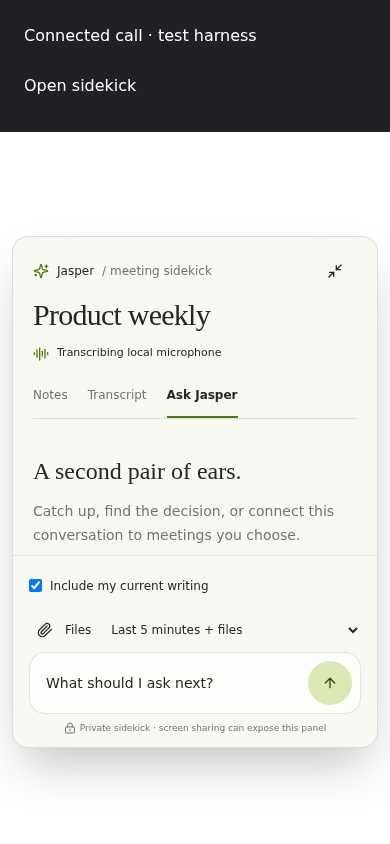 Connected call · test harness
Open sidekick
Jasper / meeting sidekick
Product weekly
Transcribing local microphone
Notes Transcript Ask Jasper
A second pair of ears.
Catch up, find the decision, or connect this
conversation to meetings you choose.
Include my current writing
Files Last 5 minutes + files
What should I ask next?
Private sidekick · screen sharing can expose this panel